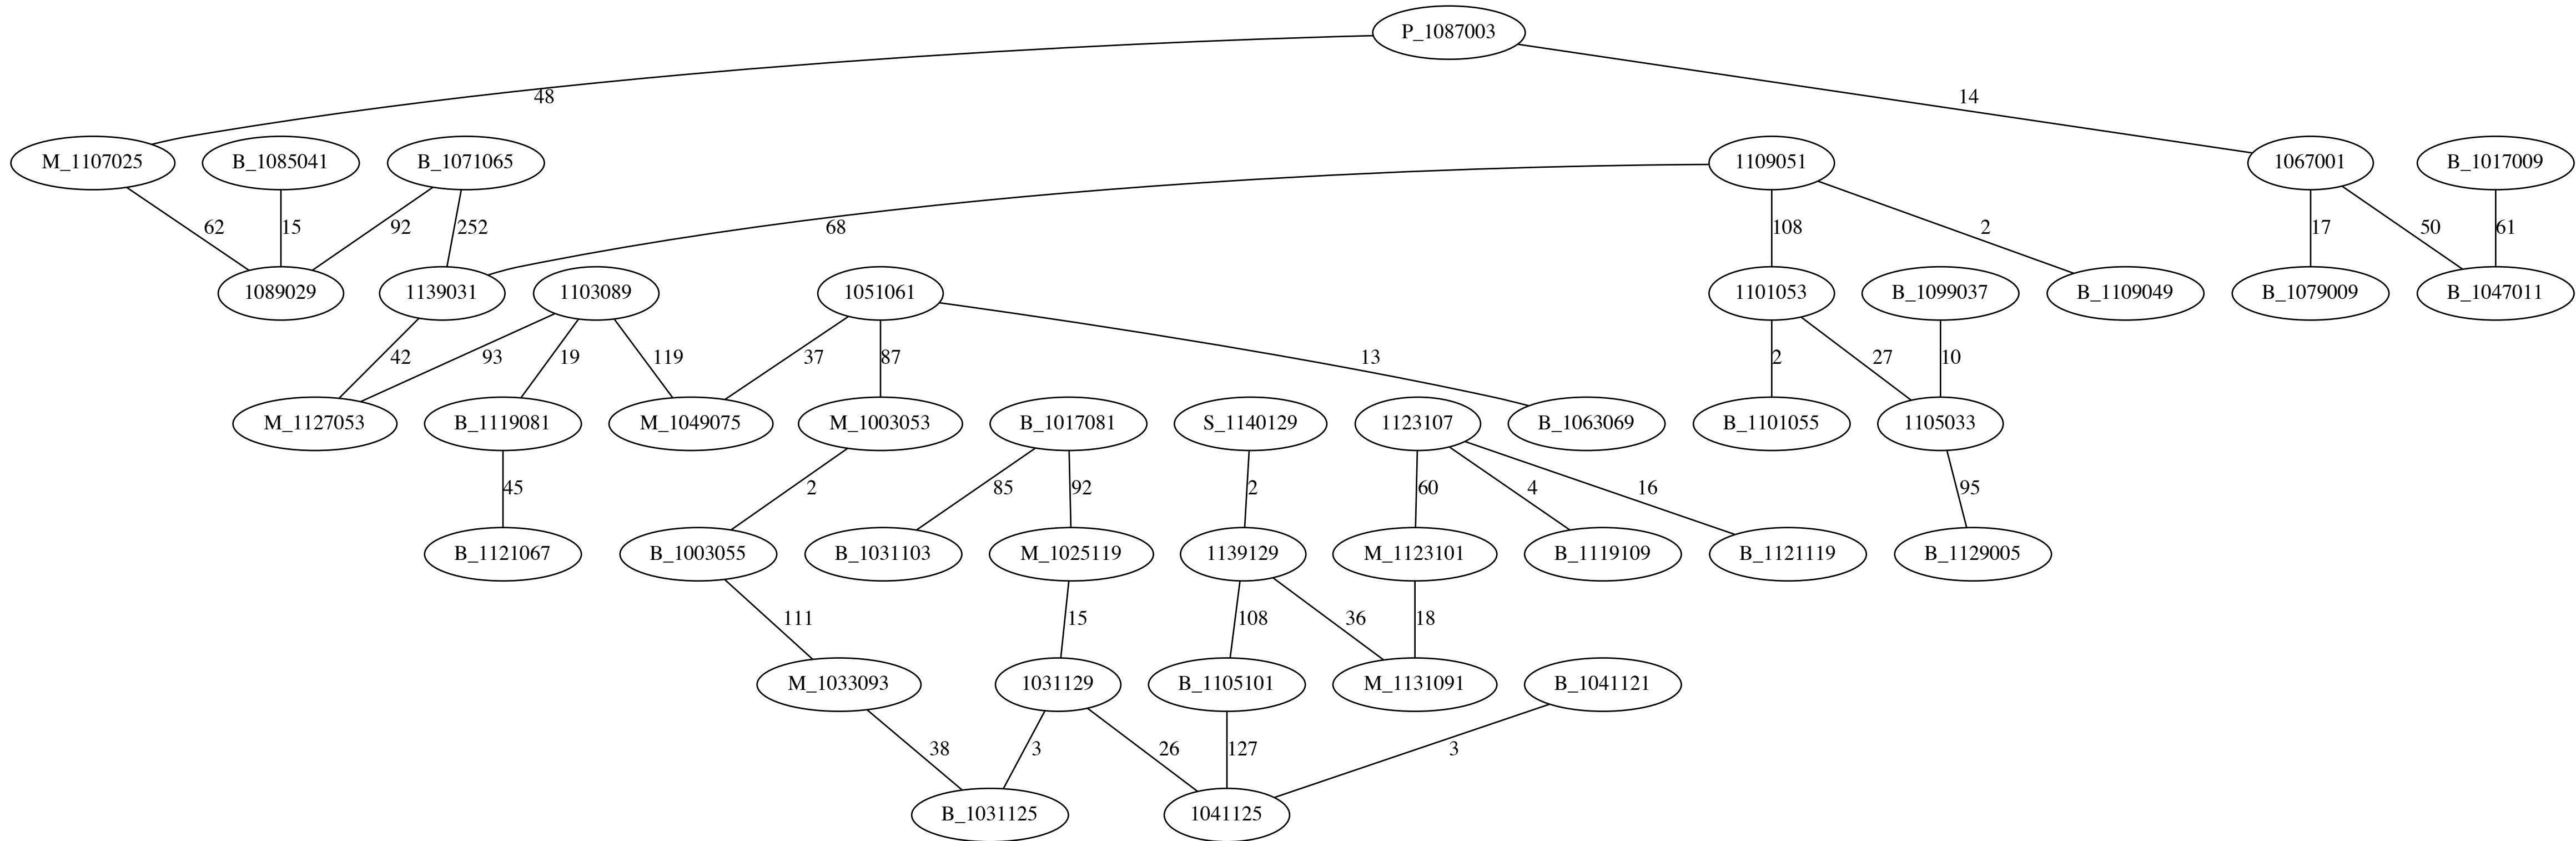 P_1087003
48 14
M_1107025 B_1085041 B_1071065 1109051 1067001 B_1017009
62 15 92 252 68 108 2 17 50 61
1089029 1139031 1103089 1051061 1101053 B_1099037 B_1109049 B_1079009 B_1047011
42 93 19 119 37 87 13 2 27 10
M_1127053 B_1119081 M_1049075 M_1003053 B_1017081 S_1140129 1123107 B_1063069 B_1101055 1105033
45 2 85 92 2 60 4 16 95
B_1121067 B_1003055 B_1031103 M_1025119 1139129 M_1123101 B_1119109 B_1121119 B_1129005
111 15 108 36 18
M_1033093 1031129 B_1105101 M_1131091 B_1041121
38 3 26 127 3
B_1031125 1041125